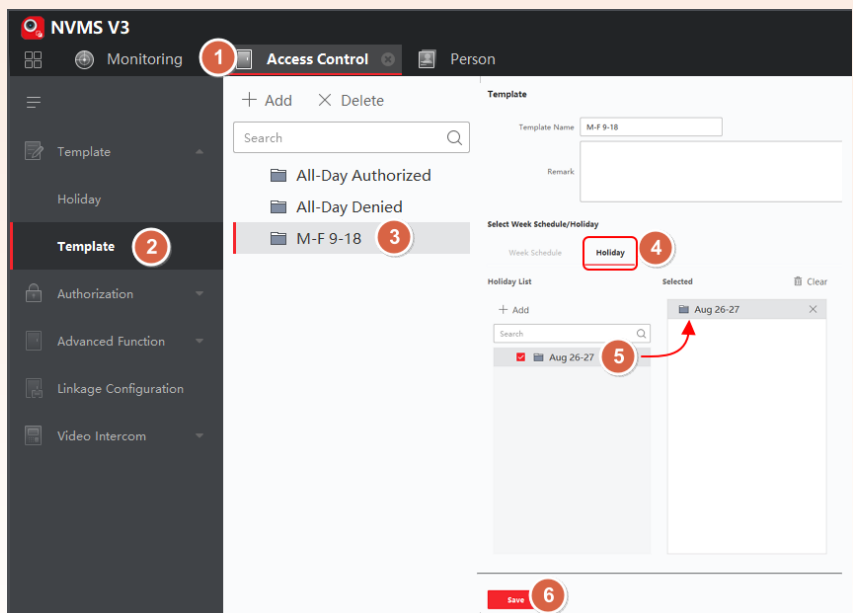 NVMS V3
Monitoring
1
Access Control
Person
Template
Holiday
Template
2
Authorization
Advanced Function
Linkage Configuration
Video Intercom
Add
Delete
Search
All-Day Authorized
All-Day Denied
M-F 9-18
3
Template
Template Name
M-F 9-18
Remark
Select Week Schedule/Holiday
Week Schedule
Holiday
4
Holiday List
Add
Search
Aug 26-27
5
Selected
Clear
Aug 26-27
Save
6